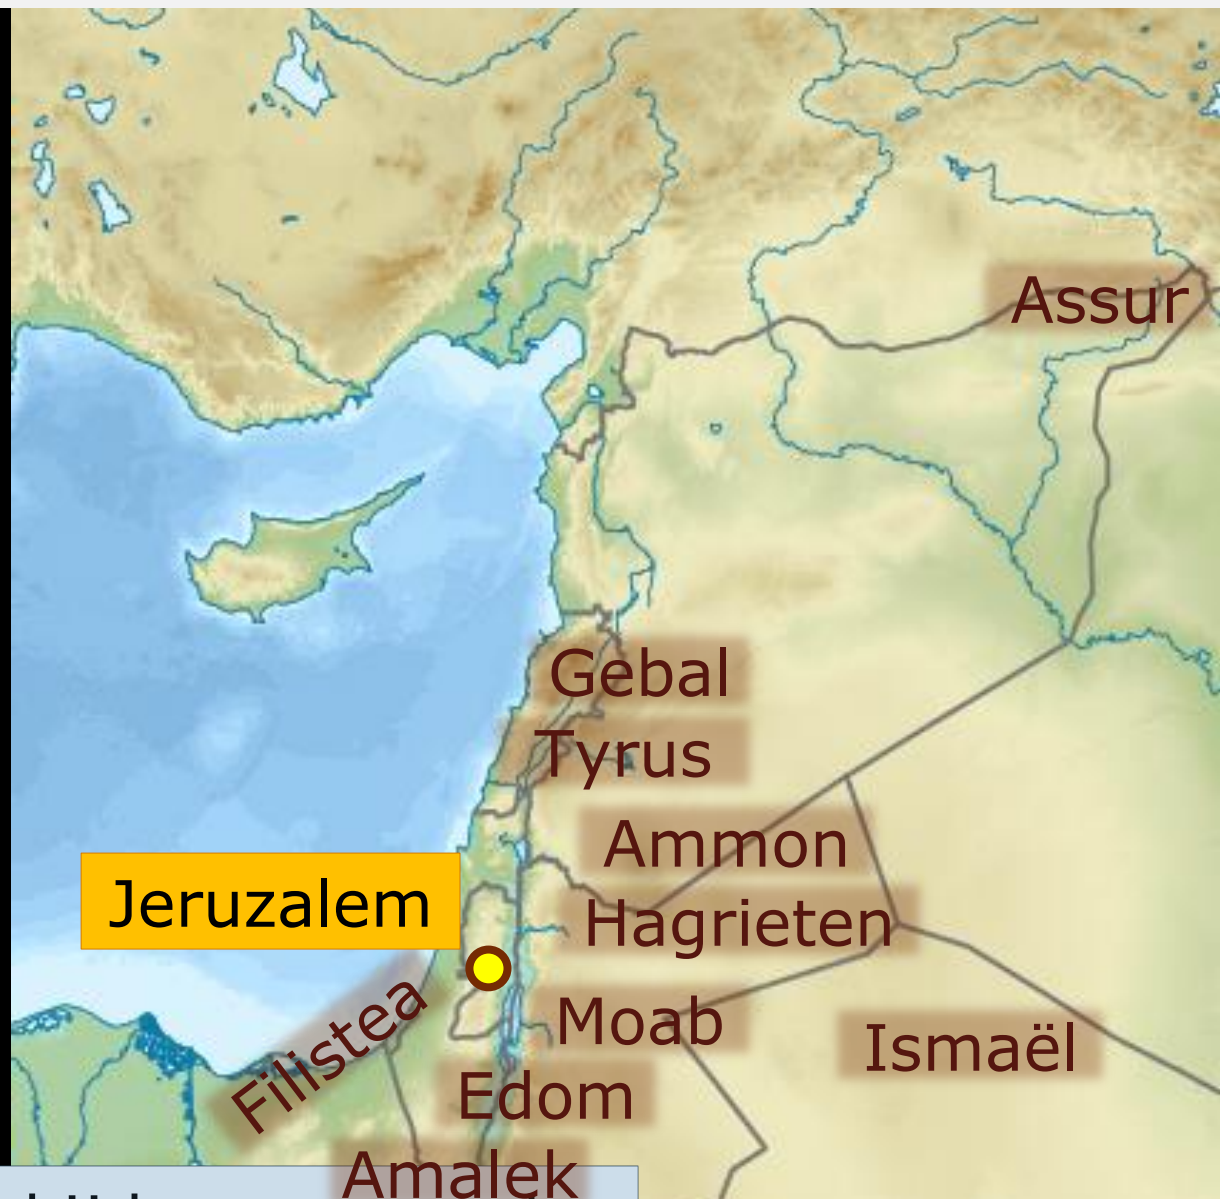 Assur
Gebal
Tyrus
Ammon
Jeruzalem
Hagrieten
Filistea
Moab
Ismaël
Edom
Amalek